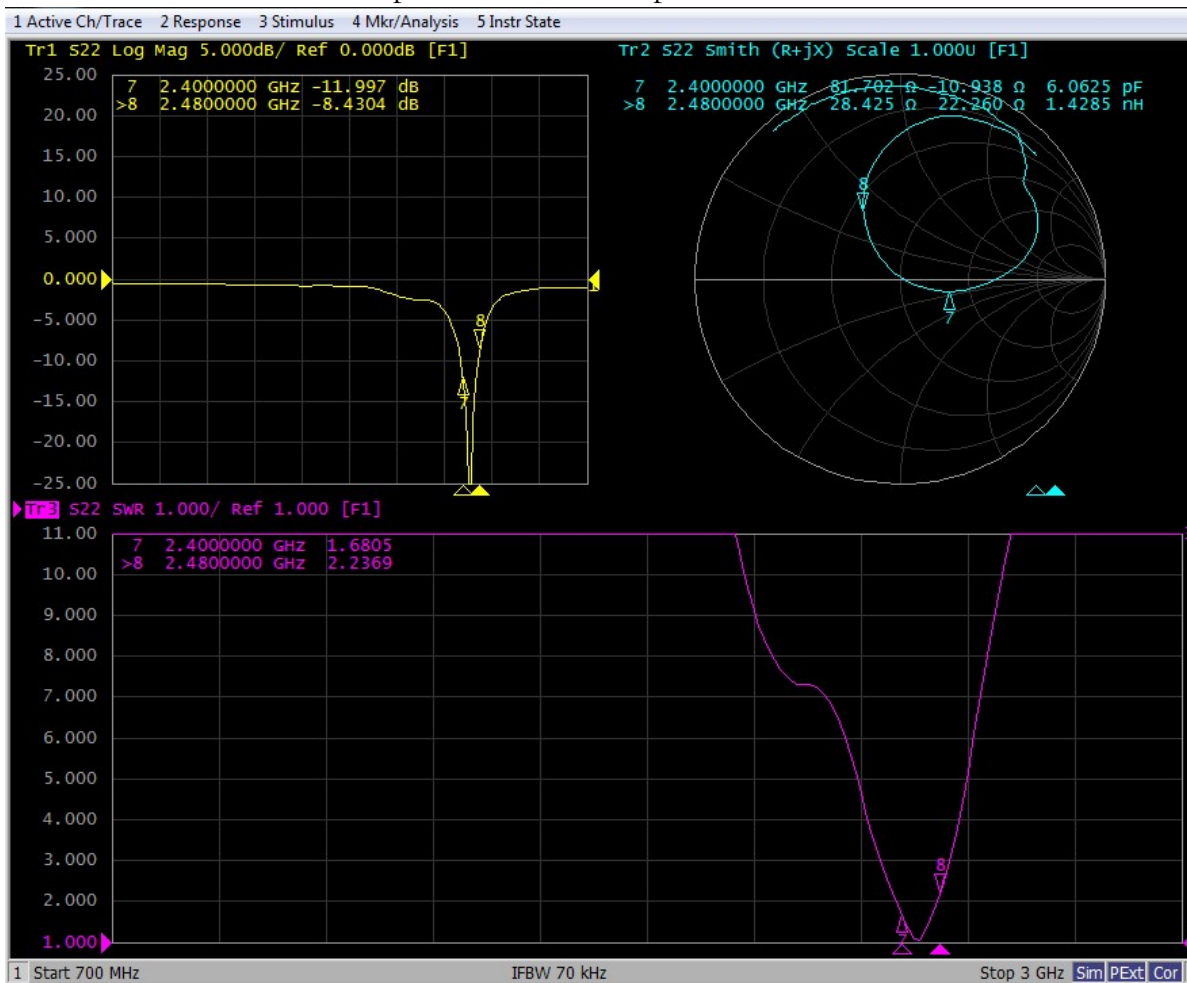 1 Active Ch/Trace 2 Response 3 Stimulus 4 Mkr/Analysis 5 Instr State
Tr1 S22 Log Mag 5.000dB/ Ref 0.000dB [F1]
25.00
20.00
15.00
10.00
5.000
0.000
-5.000
-10.00
-15.00
-20.00
-25.00
7 2.4000000 GHz -11.997 dB
>8 2.4800000 GHz -8.4304 dB
8
7
1
Tr2 S22 Smith (R+jX) Scale 1.000U [F1]
7 2.4000000 GHz 81.702 Ω -10.938 Ω 6.0625 pF
>8 2.4800000 GHz 28.425 Ω 22.260 Ω 1.4285 nH
8
7
Tr3 S22 SWR 1.000/ Ref 1.000 [F1]
11.00
10.00
9.000
8.000
7.000
6.000
5.000
4.000
3.000
2.000
1.000
7 2.4000000 GHz 1.6805
>8 2.4800000 GHz 2.2369
8
7
1 Start 700 MHz IFBW 70 kHz Stop 3 GHz Sim PExt Cor